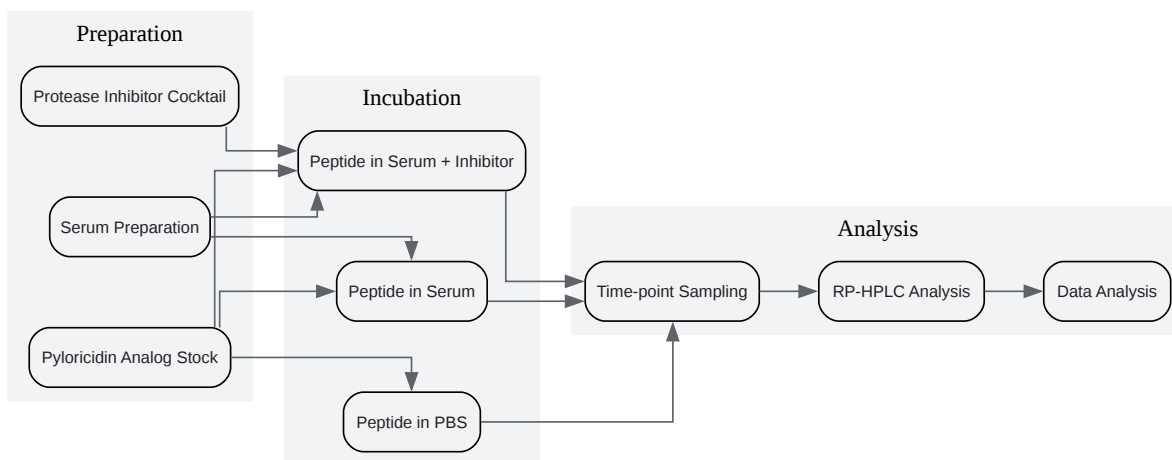 Preparation
Protease Inhibitor Cocktail
Serum Preparation
Pyloricidin Analog Stock
Incubation
Peptide in Serum + Inhibitor
Peptide in Serum
Peptide in PBS
Analysis
Time-point Sampling
RP-HPLC Analysis
Data Analysis